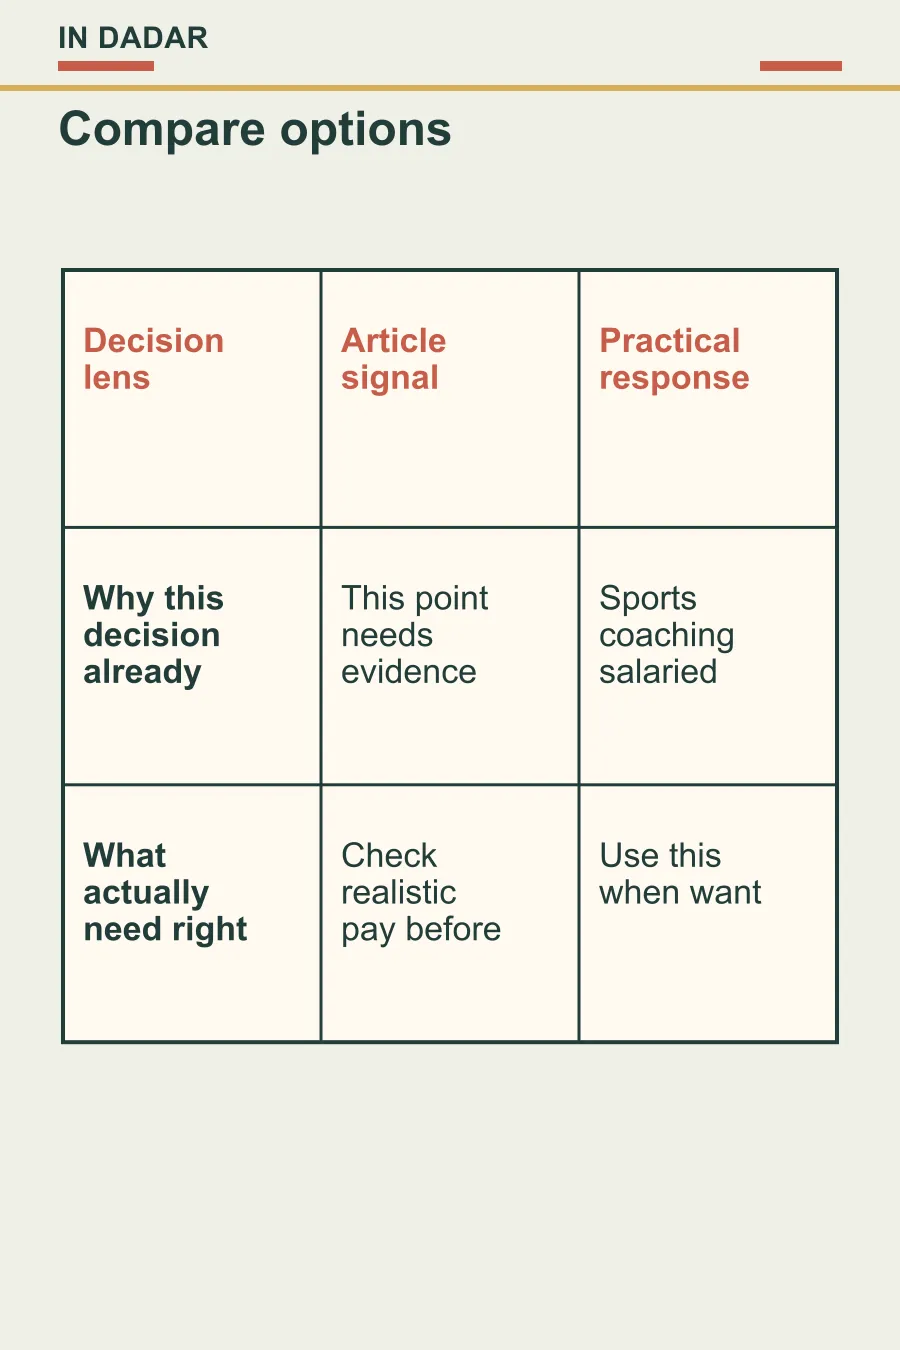 IN DADAR
Compare options
Decision
lens
Article
signal
Practical
response
Why this
decision
already
This point
needs
evidence
Sports
coaching
salaried
What
actually
need right
Check
realistic
pay before
Use this
when want